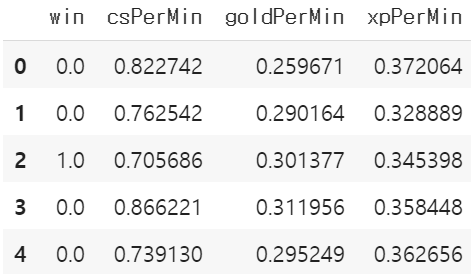 win csPerMin goldPerMin xpPerMin
0 0.0 0.822742 0.259671 0.372064
1 0.0 0.762542 0.290164 0.328889
2 1.0 0.705686 0.301377 0.345398
3 0.0 0.866221 0.311956 0.358448
4 0.0 0.739130 0.295249 0.362656